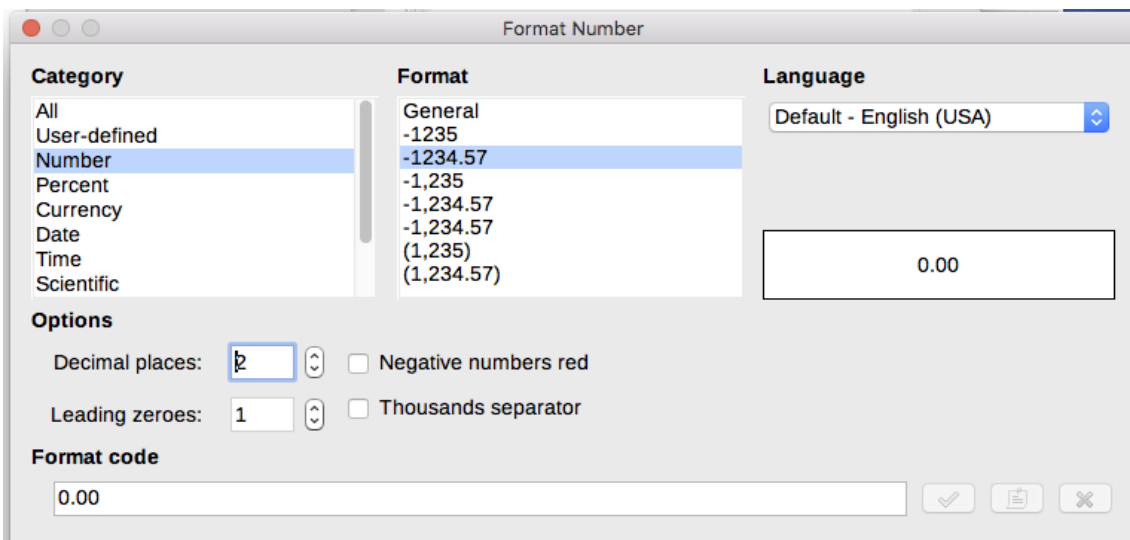 Format Number
Category
All
User-defined
Number
Percent
Currency
Date
Time
Scientific
Format
General
-1235
-1234.57
-1,235
-1,234.57
-1,234.57
(1,235)
(1,234.57)
Language
Default - English (USA)
0.00
Options
Decimal places: 2
Negative numbers red
Leading zeroes: 1
Thousands separator
Format code
0.00